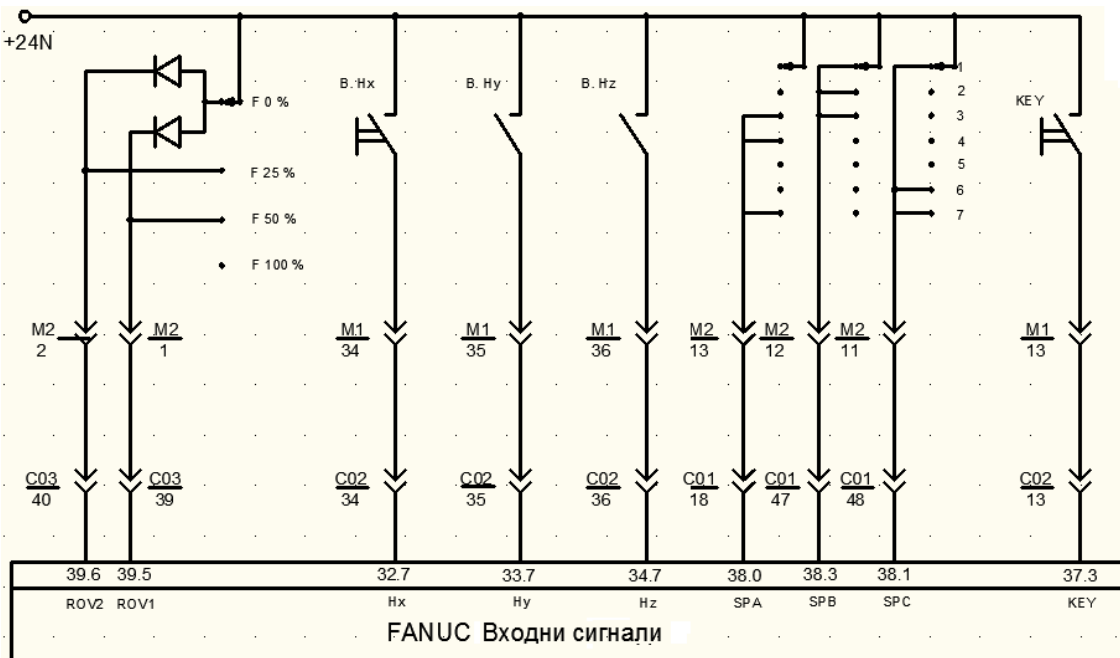 +24N
F 0 %
F 25 %
F 50 %
F 100 %
B. Hx
B. Hy
B. Hz
1
2
3
4
5
6
7
KEY
M2 M2 M1 M1 M1 M2 M2 M2 M1
2 1 34 35 36 13 12 11 13
C03 C03 C02 C02 C02 C01 C01 C01 C02
40 39 34 35 36 18 47 48 13
39.6 39.5 32.7 33.7 34.7 38.0 38.3 38.1 37.3
ROV2 ROV1 Hx Hy Hz SPA SPB SPC KEY
FANUC Входни сигнали